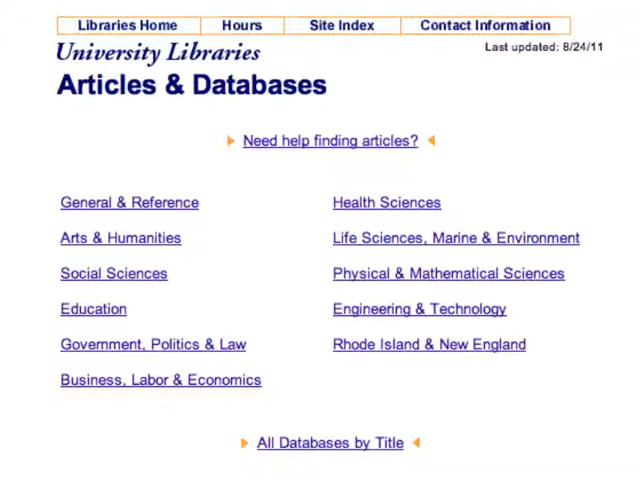 Libraries Home Hours Site Index Contact Information
University Libraries
Last updated: 8/24/11
Articles & Databases
Need help finding articles?
General & Reference
Health Sciences
Arts & Humanities
Life Sciences, Marine & Environment
Social Sciences
Physical & Mathematical Sciences
Education
Engineering & Technology
Government, Politics & Law
Rhode Island & New England
Business, Labor & Economics
All Databases by Title